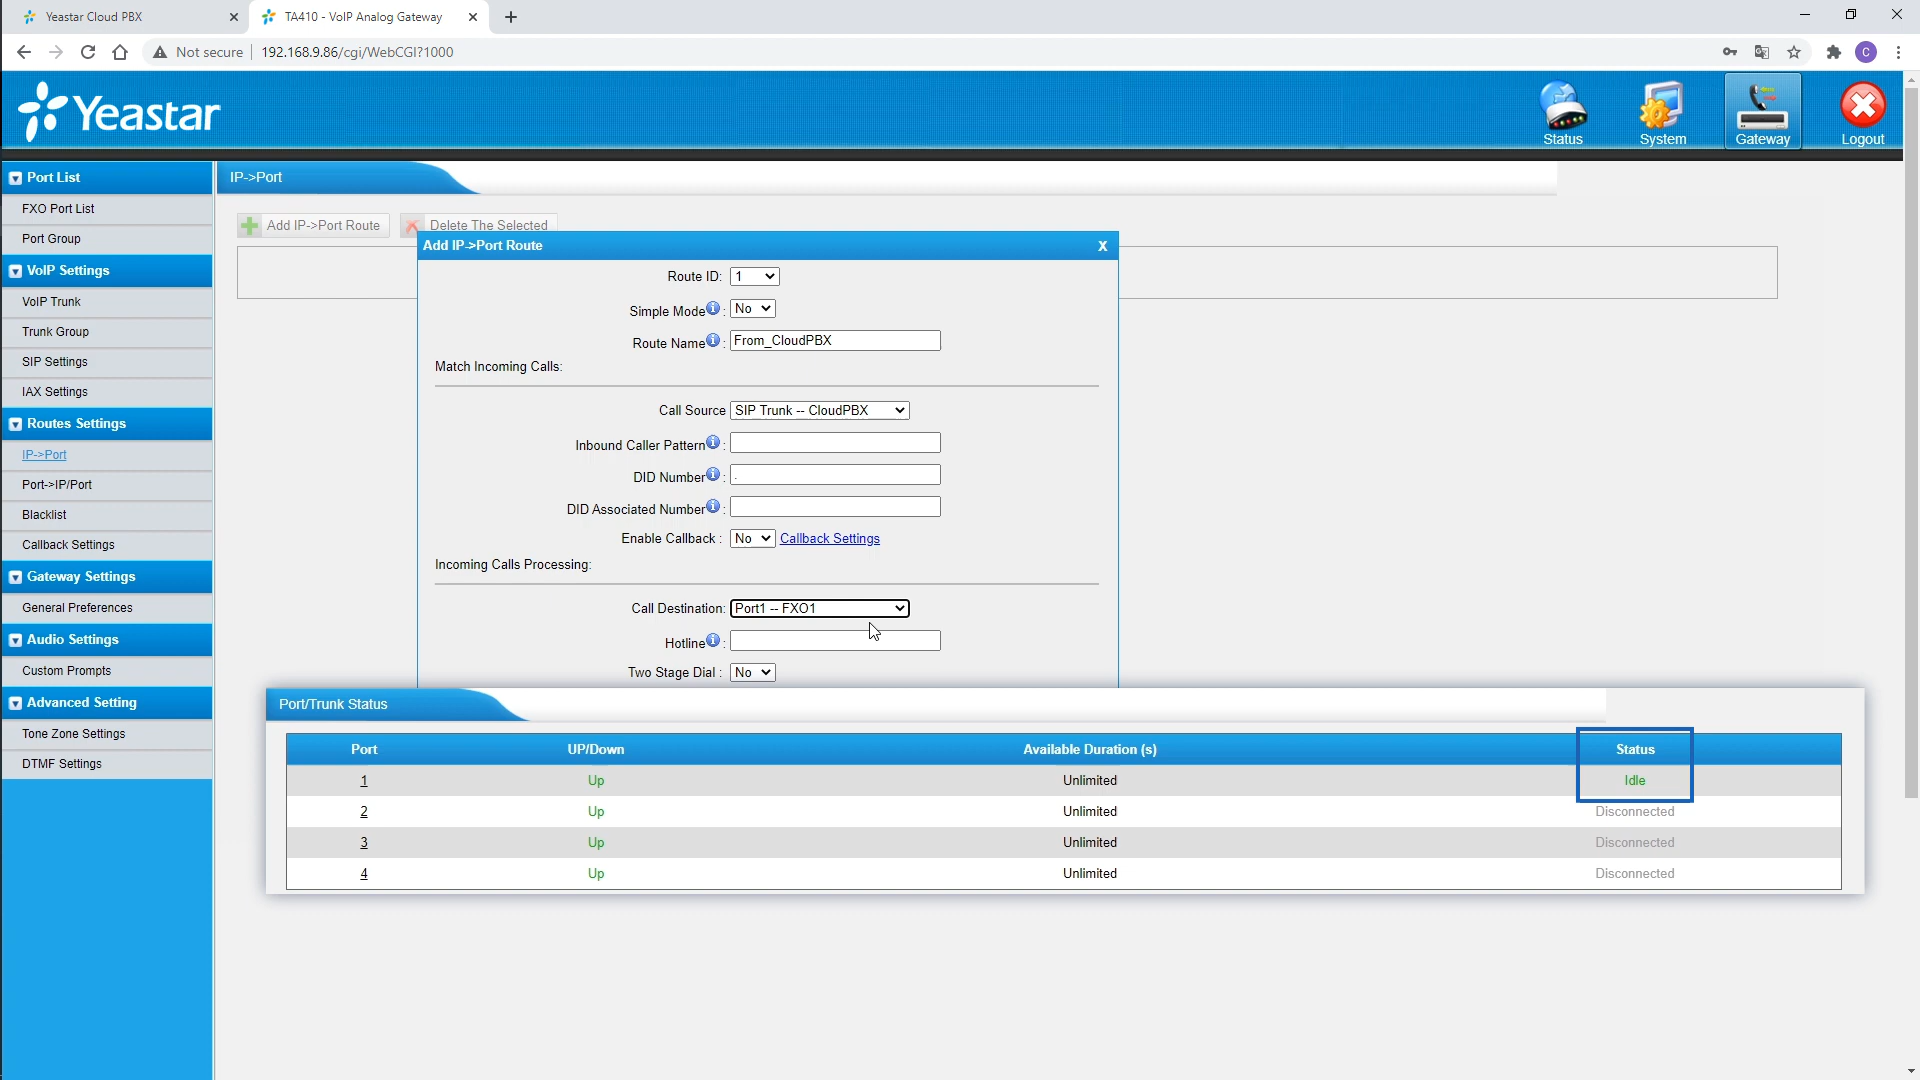 Yeastar Cloud PBX
TA410 - VoIP Analog Gateway
Not secure
192.168.9.86/cgi/WebCGI?1000
C
Yeastar
Status
System
Gateway
Logout
Port List
FXO Port List
Port Group
VoIP Settings
VoIP Trunk
Trunk Group
SIP Settings
IAX Settings
Routes Settings
IP->Port
Port->IP/Port
Blacklist
Callback Settings
Gateway Settings
General Preferences
Audio Settings
Custom Prompts
Advanced Setting
Tone Zone Settings
DTMF Settings
IP->Port
Add IP->Port Route
Delete The Selected
Add IP->Port Route X
Route ID: 1
Simple Mode : No
Route Name : From_CloudPBX
Match Incoming Calls:
Call Source SIP Trunk -- CloudPBX
Inbound Caller Pattern :
DID Number : .
DID Associated Number :
Enable Callback : No Callback Settings
Incoming Calls Processing:
Call Destination: Port1 -- FXO1
Hotline :
Two Stage Dial : No
Port/Trunk Status
Port UP/Down Available Duration (s) Status
1 Up Unlimited Idle
2 Up Unlimited Disconnected
3 Up Unlimited Disconnected
4 Up Unlimited Disconnected